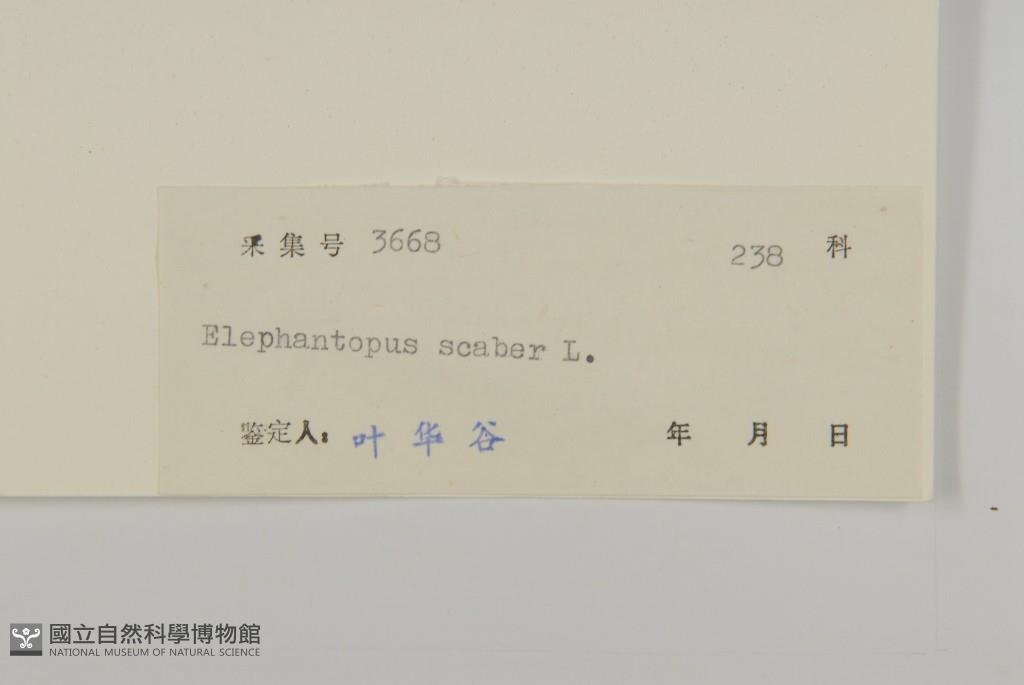 采集号 3668 238 科
Elephantopus scaber L.
鉴定人: 叶华谷 年 月 日
國立自然科學博物館
NATIONAL MUSEUM OF NATURAL SCIENCE